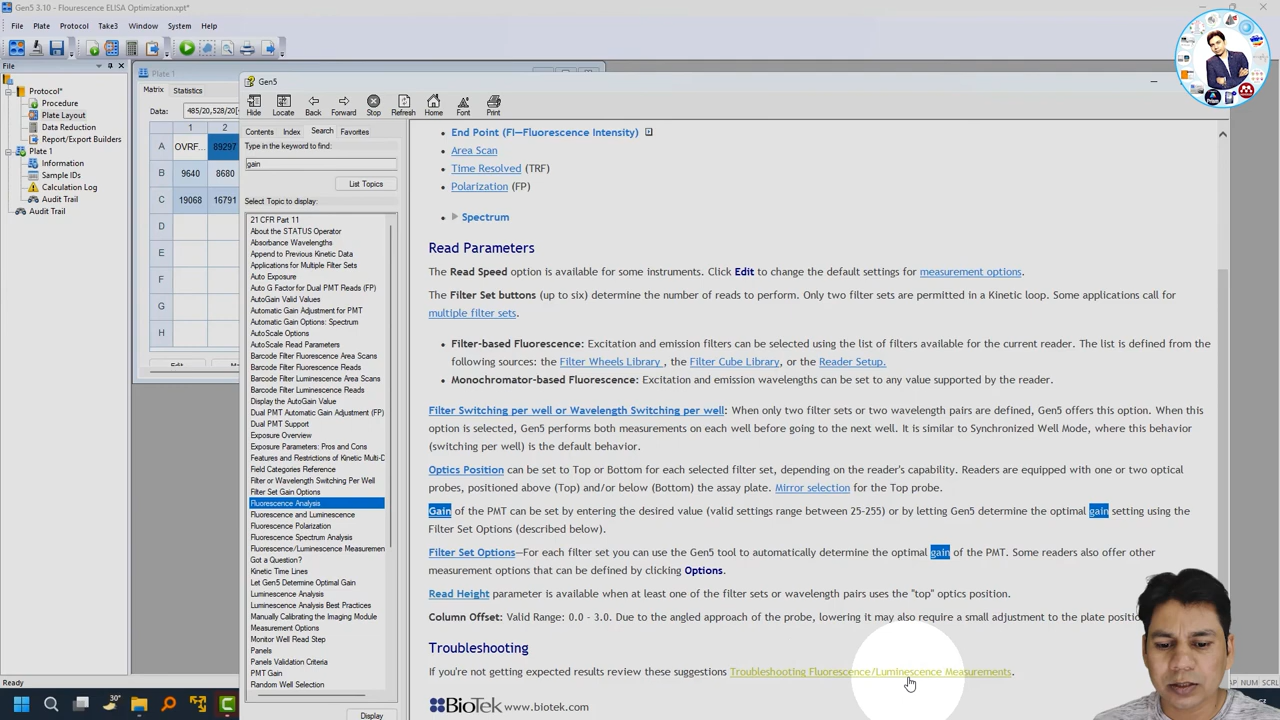 Gen5 3.10 - Flourescence ELISA Optimization.xpt*
File Plate Protocol Take3 Window System Help
File
Protocol*
Procedure
Plate Layout
Data Reduction
Report/Export Builders
Plate 1
Information
Sample IDs
Calculation Log
Audit Trail
Audit Trail
Plate 1
Matrix Statistics
Data: 485/20,528/20[
1 2
A OVRF... 89297
B 9640 8680
C 19068 16791
D
E
F
G
H
Edit
Gen5
Hide Locate Back Forward Stop Refresh Home Font Print
Contents Index Search Favorites
Type in the keyword to find:
gain
List Topics
Select Topic to display:
21 CFR Part 11
About the STATUS Operator
Absorbance Wavelengths
Append to Previous Kinetic Data
Applications for Multiple Filter Sets
Auto Exposure
Auto G Factor for Dual PMT Reads (FP)
AutoGain Valid Values
Automatic Gain Adjustment for PMT
Automatic Gain Options: Spectrum
AutoScale Options
AutoScale Read Parameters
Barcode Filter Fluorescence Area Scans
Barcode Filter Fluorescence Reads
Barcode Filter Luminescence Area Scans
Barcode Filter Luminescence Reads
Display the AutoGain Value
Dual PMT Automatic Gain Adjustment (FP)
Dual PMT Support
Exposure Overview
Exposure Parameters: Pros and Cons
Features and Restrictions of Kinetic Multi-D
Field Categories Reference
Filter or Wavelength Switching Per Well
Filter Set Gain Options
Fluorescence Analysis
Fluorescence and Luminescence
Fluorescence Polarization
Fluorescence Spectrum Analysis
Fluorescence/Luminescence Measuremen
Got a Question?
Kinetic Time Lines
Let Gen5 Determine Optimal Gain
Luminescence Analysis
Luminescence Analysis Best Practices
Manually Calibrating the Imaging Module
Measurement Options
Monitor Well Read Step
Panels
Panels Validation Criteria
PMT Gain
Random Well Selection
Display
End Point (FI—Fluorescence Intensity)
Area Scan
Time Resolved (TRF)
Polarization (FP)
Spectrum
Read Parameters
The Read Speed option is available for some instruments. Click Edit to change the default settings for measurement options.
The Filter Set buttons (up to six) determine the number of reads to perform. Only two filter sets are permitted in a Kinetic loop. Some applications call for
multiple filter sets.
Filter-based Fluorescence: Excitation and emission filters can be selected using the list of filters available for the current reader. The list is defined from the
following sources: the Filter Wheels Library , the Filter Cube Library, or the Reader Setup.
Monochromator-based Fluorescence: Excitation and emission wavelengths can be set to any value supported by the reader.
Filter Switching per well or Wavelength Switching per well: When only two filter sets or two wavelength pairs are defined, Gen5 offers this option. When this
option is selected, Gen5 performs both measurements on each well before going to the next well. It is similar to Synchronized Well Mode, where this behavior
(switching per well) is the default behavior.
Optics Position can be set to Top or Bottom for each selected filter set, depending on the reader's capability. Readers are equipped with one or two optical
probes, positioned above (Top) and/or below (Bottom) the assay plate. Mirror selection for the Top probe.
Gain of the PMT can be set by entering the desired value (valid settings range between 25-255) or by letting Gen5 determine the optimal gain setting using the
Filter Set Options (described below).
Filter Set Options—For each filter set you can use the Gen5 tool to automatically determine the optimal gain of the PMT. Some readers also offer other
measurement options that can be defined by clicking Options.
Read Height parameter is available when at least one of the filter sets or wavelength pairs uses the "top" optics position.
Column Offset: Valid Range: 0.0 - 3.0. Due to the angled approach of the probe, lowering it may also require a small adjustment to the plate positio
Troubleshooting
If you're not getting expected results review these suggestions Troubleshooting Fluorescence/Luminescence Measurements.
BioTek www.biotek.com
Ready
NUM SCRL
30°